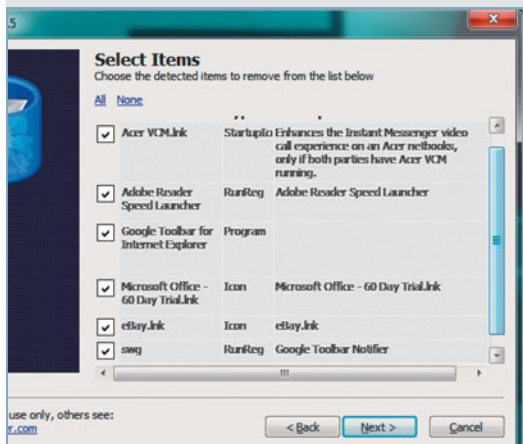 .5
Select Items
Choose the detected items to remove from the list below
All None
Acer VCM.lnk StartupIco Enhances the Instant Messenger video
call experience on an Acer netbooks,
only if both parties have Acer VCM
running.
Adobe Reader RunReg Adobe Reader Speed Launcher
Speed Launcher
Google Toolbar for Program
Internet Explorer
Microsoft Office - Icon Microsoft Office - 60 Day Trial.lnk
60 Day Trial.lnk
eBay.lnk Icon eBay.lnk
swg RunReg Google Toolbar Notifier
use only, others see:
r.com
< Back Next > Cancel